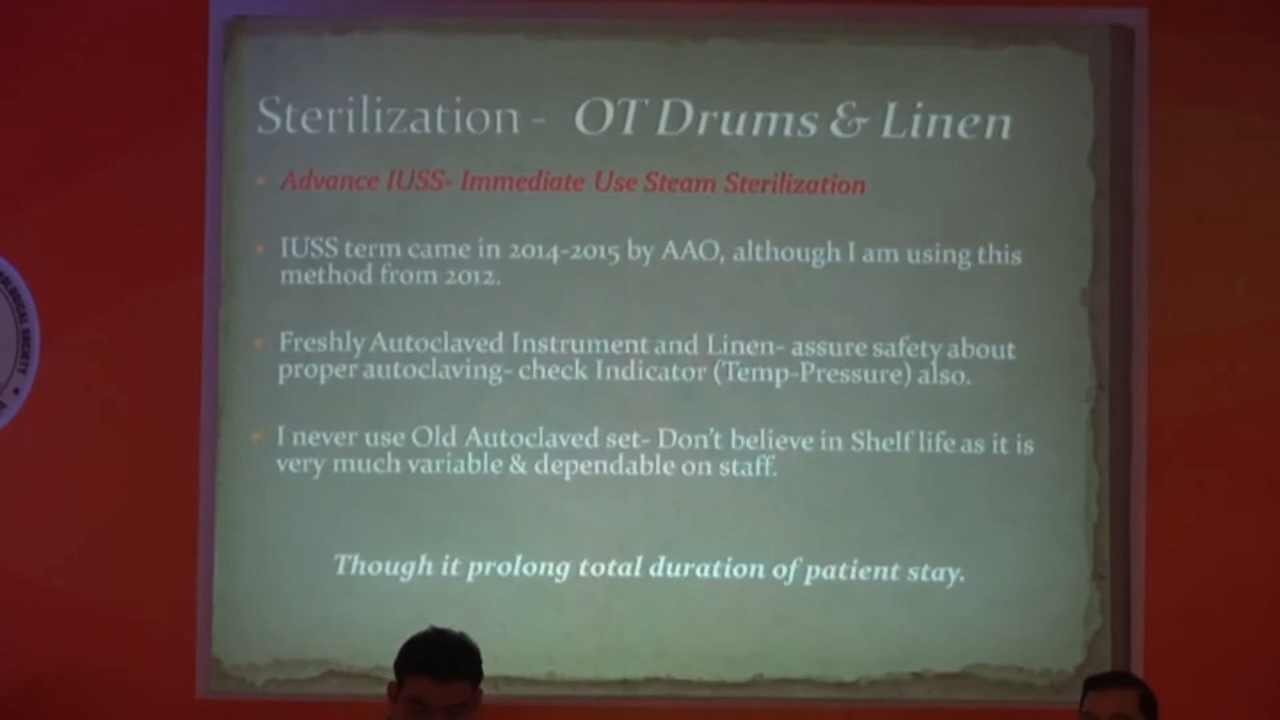 Sterilization - OT Drums & Linen
Advance IUSS- Immediate Use Steam Sterilization
IUSS term came in 2014-2015 by AAO, although I am using this
method from 2012.
Freshly Autoclaved Instrument and Linen- assure safety about
proper autoclaving- check Indicator (Temp-Pressure) also.
I never use Old Autoclaved set- Don't believe in Shelf life as it is
very much variable & dependable on staff.
Though it prolong total duration of patient stay.